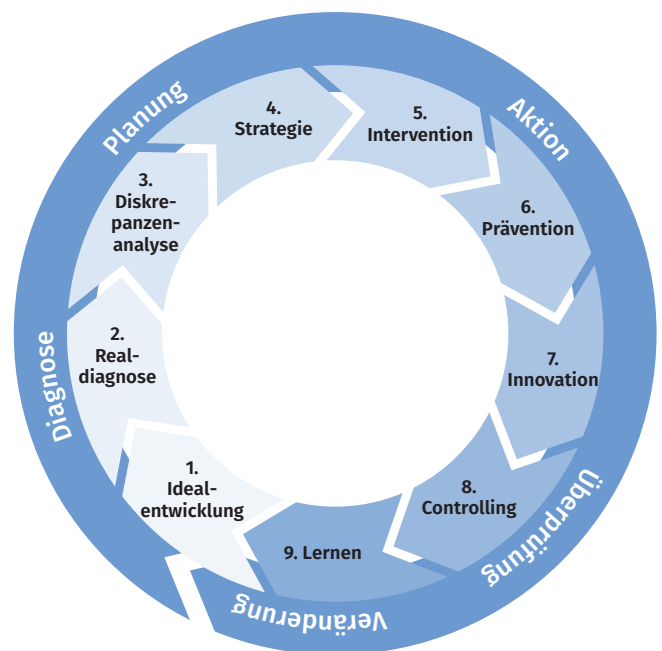 Diagnose
Planung
Aktion
Überprüfung
Veränderung
1.
Ideal-
entwicklung
2.
Real-
diagnose
3.
Diskre-
panzen-
analyse
4.
Strategie
5.
Intervention
6.
Prävention
7.
Innovation
8.
Controlling
9. Lernen